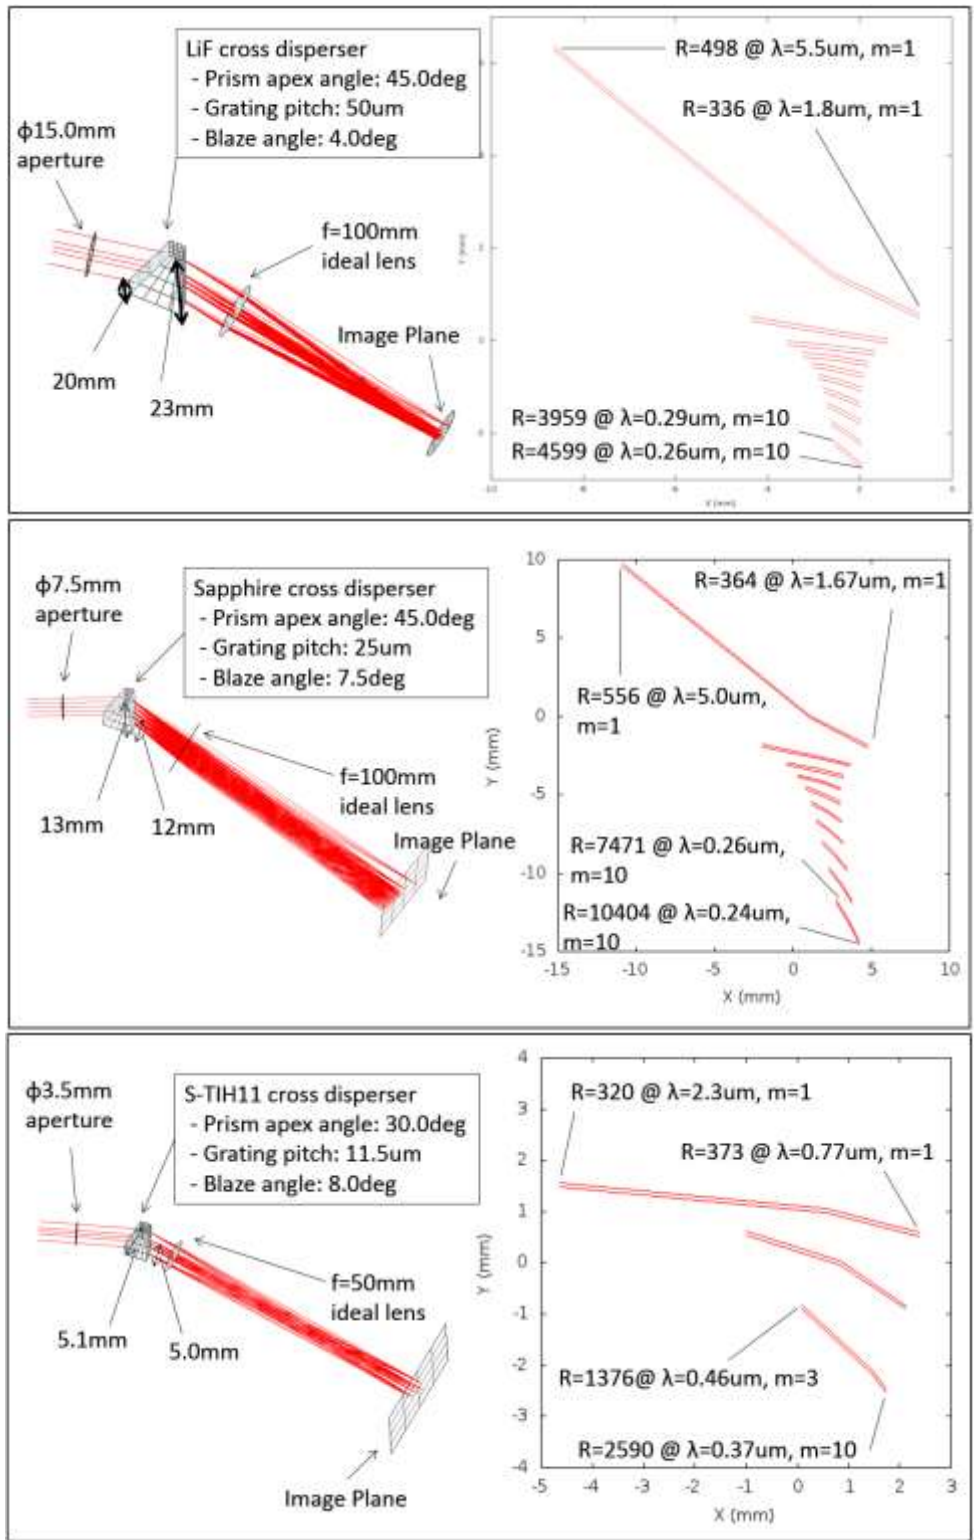 LiF cross disperser
- Prism apex angle: 45.0deg
- Grating pitch: 50um
- Blaze angle: 4.0deg
ϕ15.0mm
aperture
f=100mm
ideal lens
Image Plane
20mm
23mm
R=498 @ λ=5.5um, m=1
R=336 @ λ=1.8um, m=1
R=3959 @ λ=0.29um, m=10
R=4599 @ λ=0.26um, m=10
X (mm)
ϕ7.5mm
aperture
Sapphire cross disperser
- Prism apex angle: 45.0deg
- Grating pitch: 25um
- Blaze angle: 7.5deg
f=100mm
ideal lens
Image Plane
13mm
12mm
R=364 @ λ=1.67um, m=1
R=556 @ λ=5.0um,
m=1
R=7471 @ λ=0.26um,
m=10
R=10404 @ λ=0.24um,
m=10
10
5
0
-5
-10
-15
Y (mm)
-15 -10 -5 0 5 10
X (mm)
ϕ3.5mm
aperture
S-TIH11 cross disperser
- Prism apex angle: 30.0deg
- Grating pitch: 11.5um
- Blaze angle: 8.0deg
f=50mm
ideal lens
5.1mm
5.0mm
Image Plane
R=320 @ λ=2.3um, m=1
R=373 @ λ=0.77um, m=1
R=1376@ λ=0.46um, m=3
R=2590 @ λ=0.37um, m=10
4
3
2
1
0
-1
-2
-3
-4
Y (mm)
-5 -4 -3 -2 -1 0 1 2 3
X (mm)